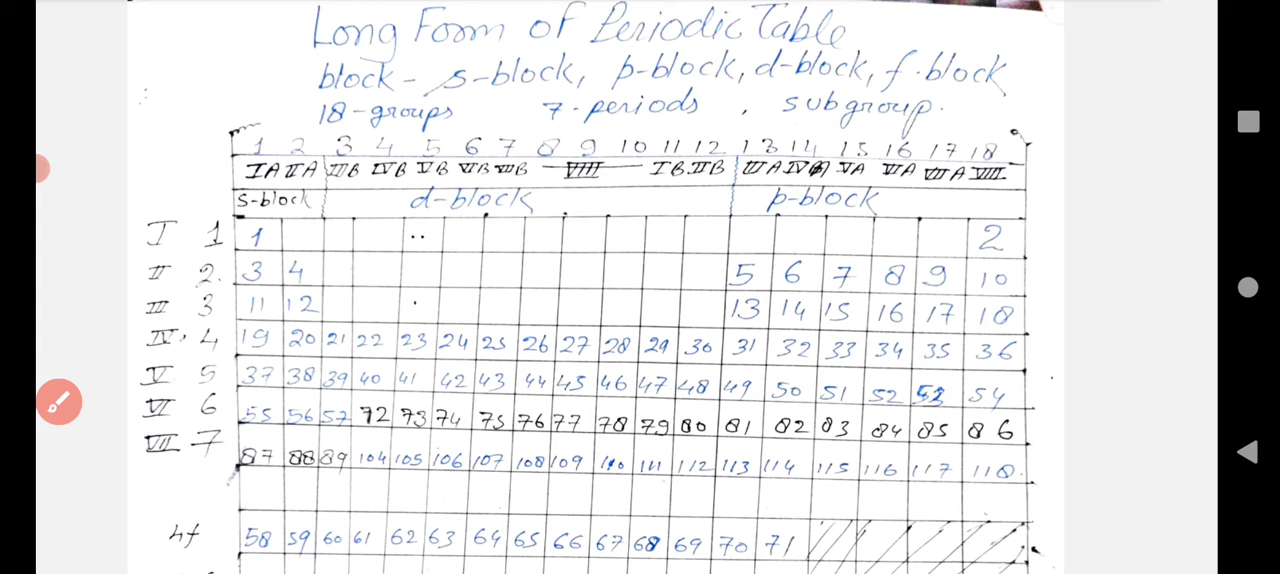 Long Form of Periodic Table
block - s-block, p-block, d-block, f-block
18-groups 7-periods , subgroup.
1 2 3 4 5 6 7 8 9 10 11 12 13 14 15 16 17 18
IA IIA IIIB IVB VB VIB VIIB VIII IB IIB IIIA IVA VA VIA VIIA VIII
s-block d-block p-block
I 1 1 2
II 2. 3 4 5 6 7 8 9 10
III 3 11 12 13 14 15 16 17 18
IV. 4 19 20 21 22 23 24 25 26 27 28 29 30 31 32 33 34 35 36
V 5 37 38 39 40 41 42 43 44 45 46 47 48 49 50 51 52 53 54
VI 6 55 56 57 72 73 74 75 76 77 78 79 80 81 82 83 84 85 86
VII 7 87 88 89 104 105 106 107 108 109 110 111 112 113 114 115 116 117 118.
4f 58 59 60 61 62 63 64 65 66 67 68 69 70 71